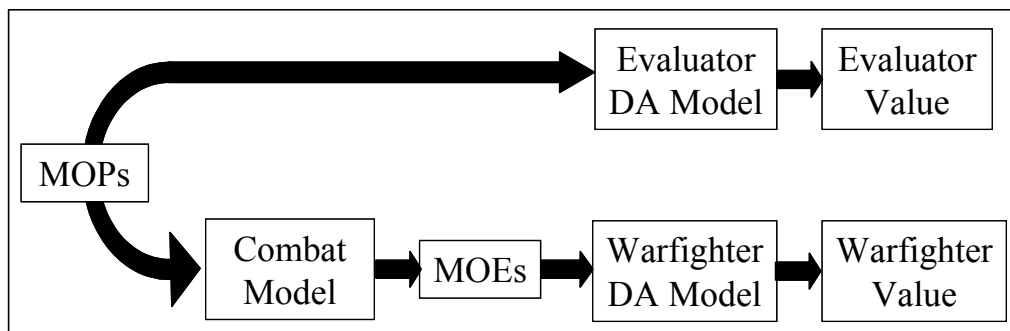 Evaluator
DA Model
Evaluator
Value
MOPs
Combat
Model
MOEs
Warfighter
DA Model
Warfighter
Value